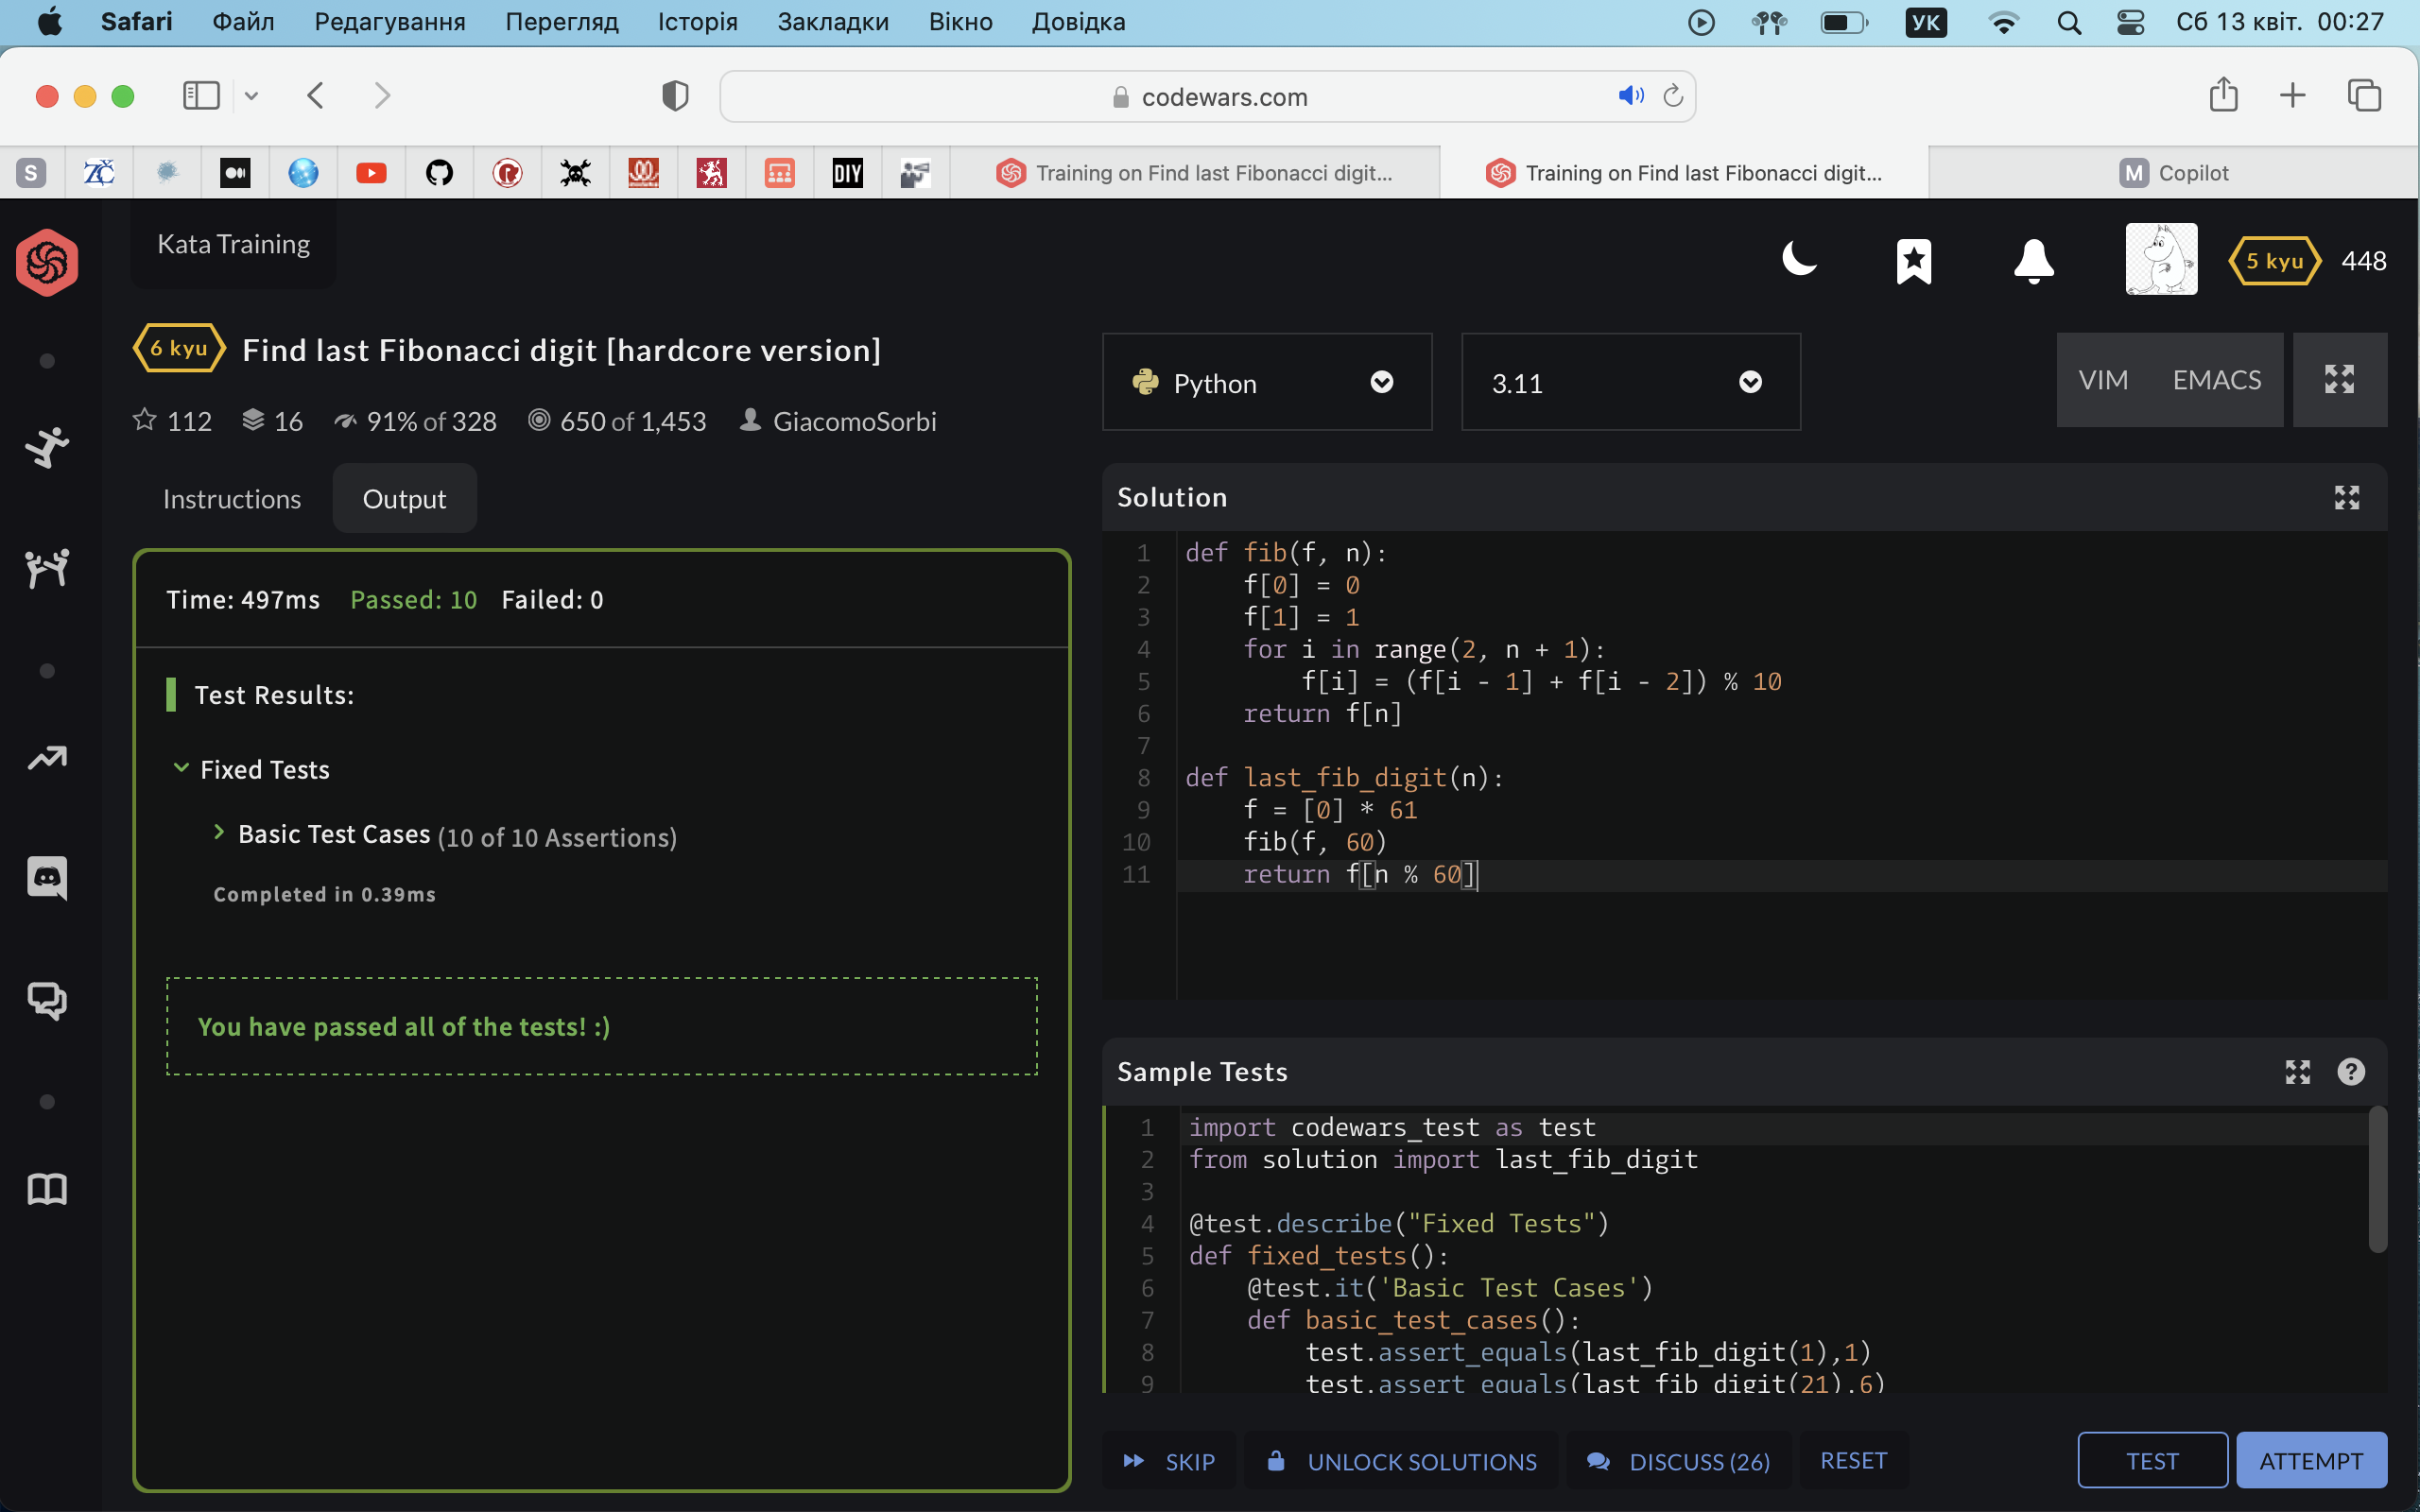 Safari Файл Редагування Перегляд Історія Закладки Вікно Довідка УК Сб 13 квіт. 00:27
codewars.com
S ZČ DIY Training on Find last Fibonacci digit... Training on Find last Fibonacci digit... M Copilot
Kata Training
5 kyu 448
6 kyu Find last Fibonacci digit [hardcore version]
112 16 91% of 328 650 of 1,453 GiacomoSorbi
Python 3.11 VIM EMACS
Instructions Output
Time: 497ms Passed: 10 Failed: 0
Test Results:
Fixed Tests
Basic Test Cases (10 of 10 Assertions)
Completed in 0.39ms
You have passed all of the tests! :)
Solution
1 def fib(f, n):
2     f[0] = 0
3     f[1] = 1
4     for i in range(2, n + 1):
5         f[i] = (f[i - 1] + f[i - 2]) % 10
6     return f[n]
7
8 def last_fib_digit(n):
9     f = [0] * 61
10     fib(f, 60)
11     return f[n % 60]
Sample Tests
1 import codewars_test as test
2 from solution import last_fib_digit
3
4 @test.describe("Fixed Tests")
5 def fixed_tests():
6     @test.it('Basic Test Cases')
7     def basic_test_cases():
8         test.assert_equals(last_fib_digit(1),1)
9         test.assert_equals(last_fib_digit(21),6)
SKIP UNLOCK SOLUTIONS DISCUSS (26) RESET TEST ATTEMPT